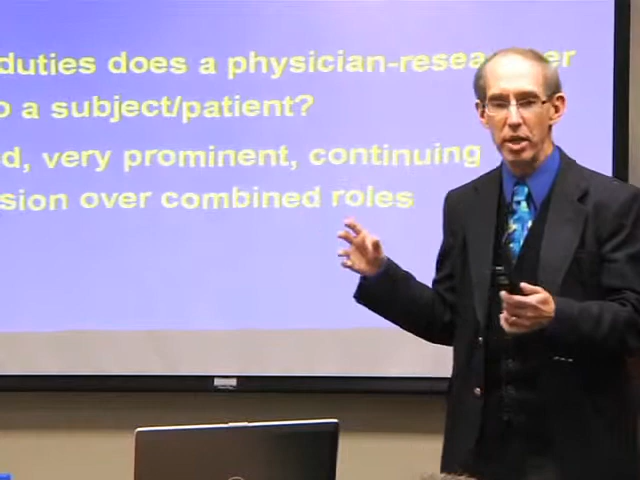 duties does a physician-resea er
o a subject/patient?
d, very prominent, continuing
sion over combined roles